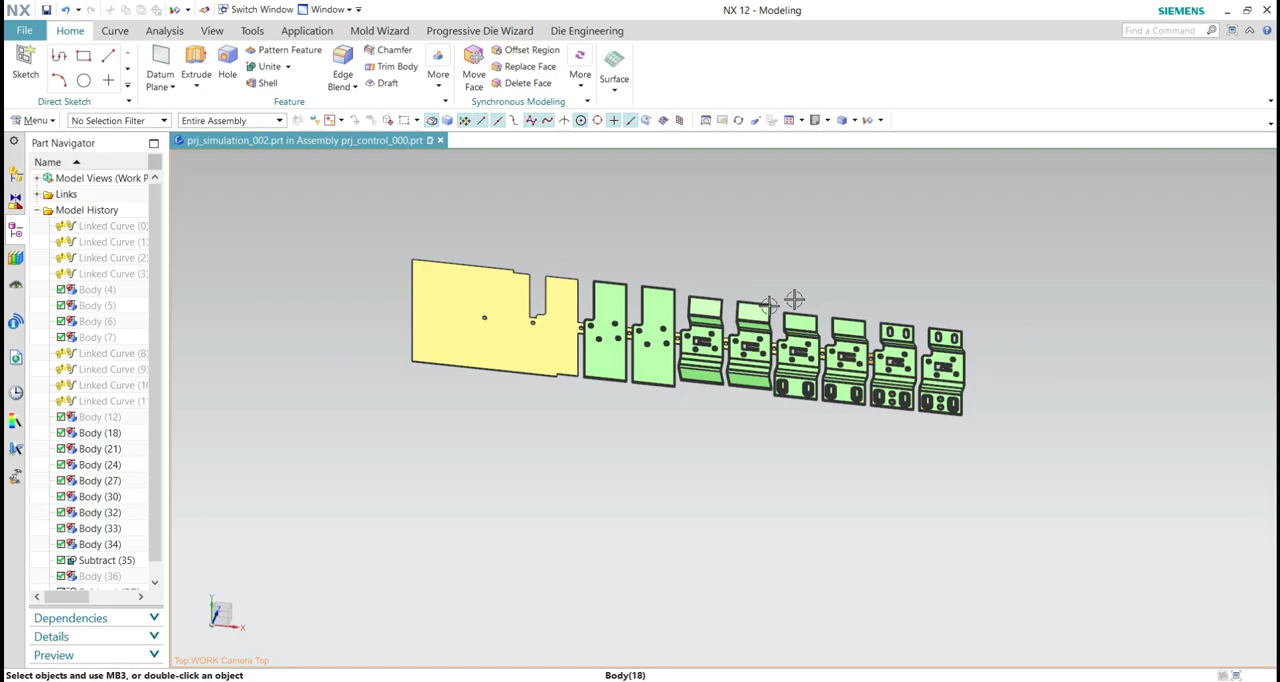 NX
Switch Window
Window
NX 12 - Modeling
SIEMENS
File
Home
Curve
Analysis
View
Tools
Application
Mold Wizard
Progressive Die Wizard
Die Engineering
Find a Command
Sketch
Direct Sketch
Datum
Plane
Extrude
Hole
Pattern Feature
Unite
Shell
Edge
Blend
Chamfer
Trim Body
Draft
More
Feature
Move
Face
Offset Region
Replace Face
Delete Face
More
Synchronous Modeling
Surface
Menu
No Selection Filter
Entire Assembly
Part Navigator
prj_simulation_002.prt in Assembly prj_control_000.prt
Name
Model Views (Work P
Links
Model History
Linked Curve (0)
Linked Curve (1)
Linked Curve (2)
Linked Curve (3)
Body (4)
Body (5)
Body (6)
Body (7)
Linked Curve (8)
Linked Curve (9)
Linked Curve (10
Linked Curve (1
Body (12)
Body (18)
Body (21)
Body (24)
Body (27)
Body (30)
Body (32)
Body (33)
Body (34)
Subtract (35)
Body (36)
Dependencies
Details
Preview
Y
X
Top WORK Camera Top
Select objects and use MB3, or double-click an object
Body(18)